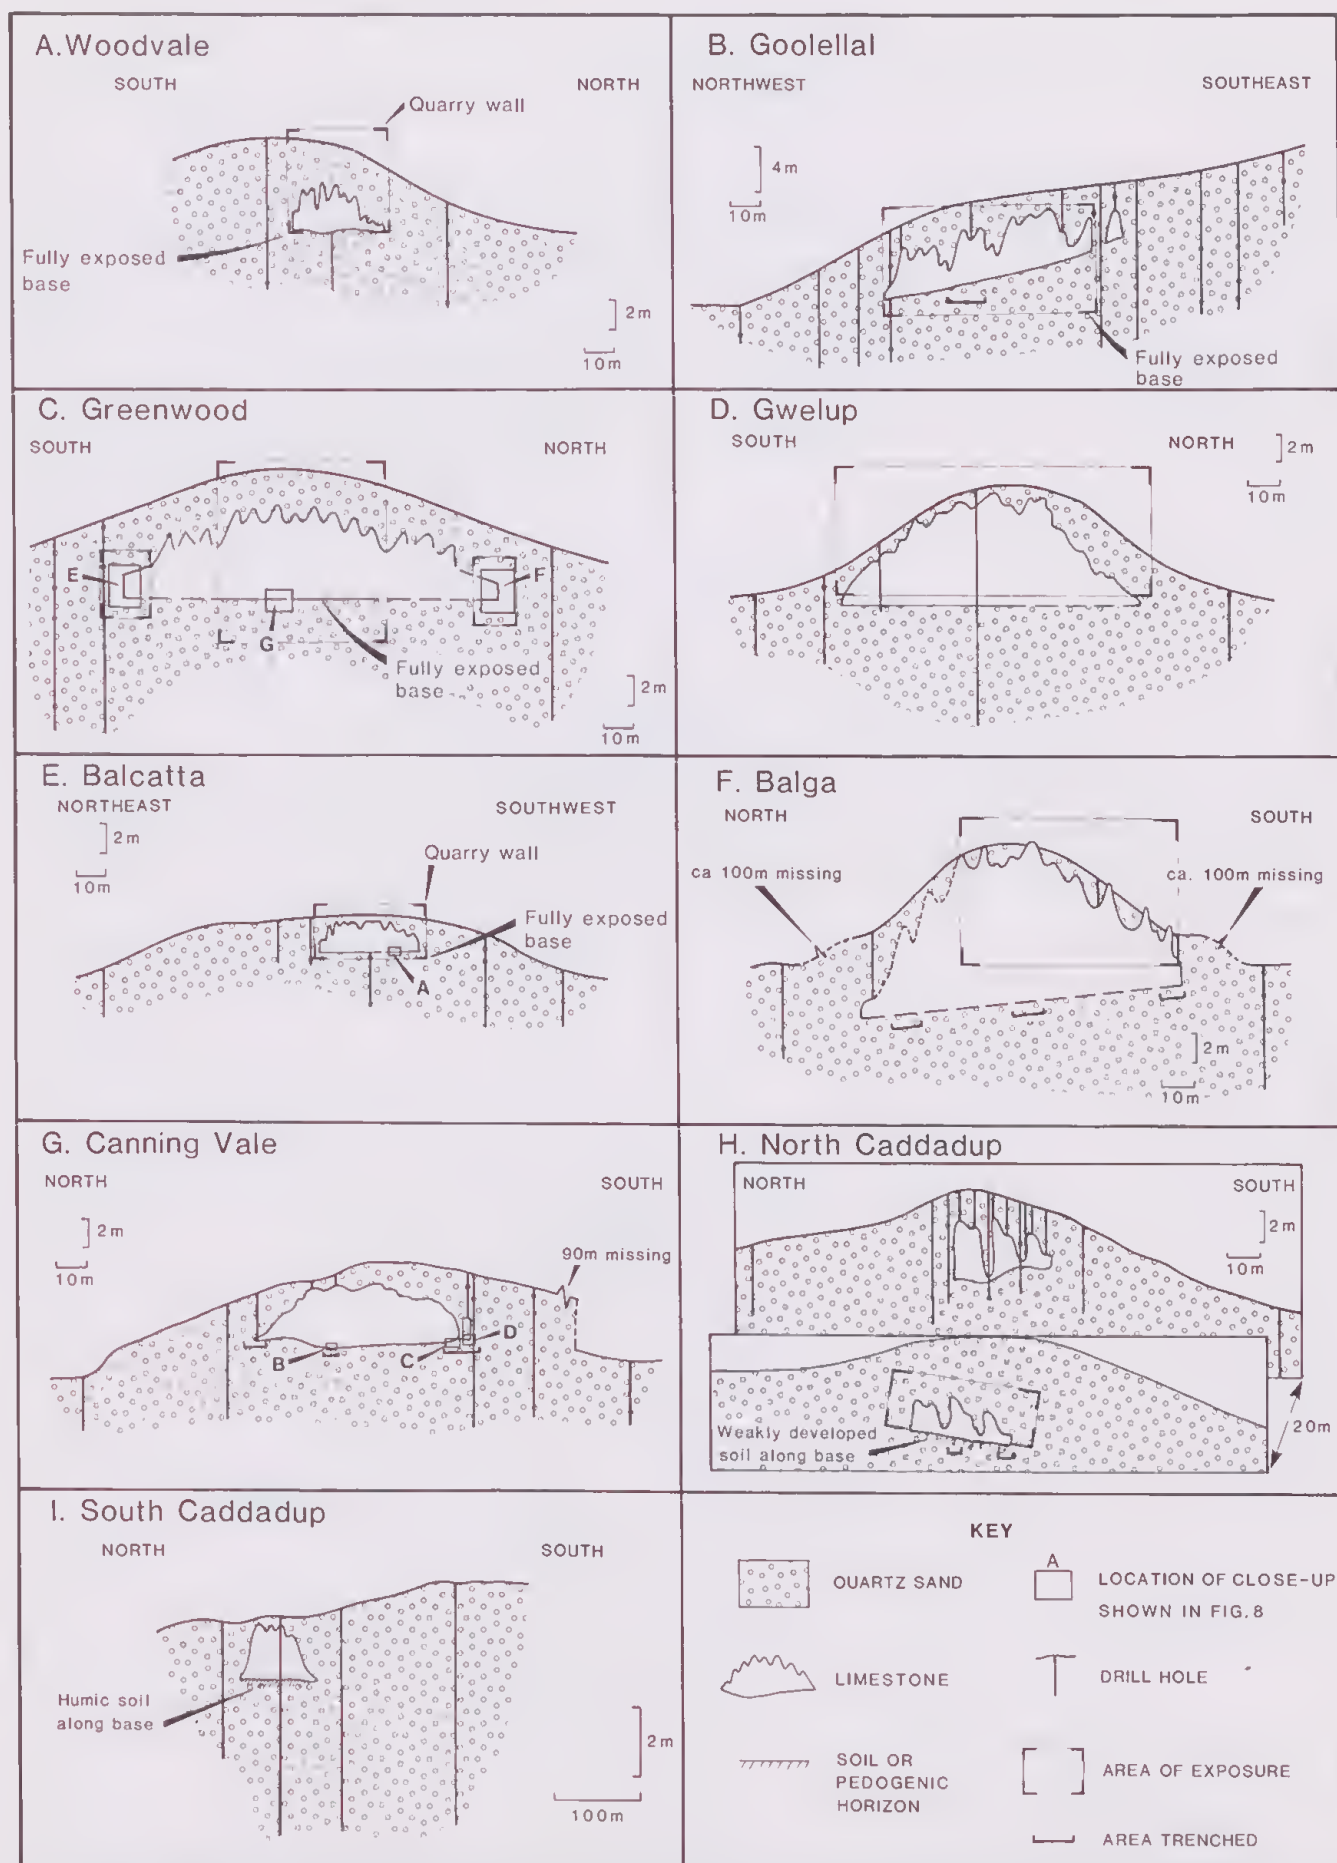 A.Woodvale
SOUTH
NORTH
Quarry wall
Fully exposed
base
2m
10m
B. Goolellal
NORTHWEST
SOUTHEAST
4m
10m
Fully exposed
base
C. Greenwood
SOUTH
NORTH
E
F
G
Fully exposed
base
2m
10m
D. Gwelup
SOUTH
NORTH
2m
10m
E. Balcatta
NORTHEAST
SOUTHWEST
2m
10m
Quarry wall
Fully exposed
base
A
F. Balga
NORTH
SOUTH
ca 100m missing
ca. 100m missing
2m
10m
G. Canning Vale
NORTH
SOUTH
2m
10m
90m missing
B
C
D
H. North Caddadup
NORTH
SOUTH
2m
10m
Weakly developed
soil along base
20m
I. South Caddadup
NORTH
SOUTH
Humic soil
along base
2m
100m
KEY
QUARTZ SAND
A
LOCATION OF CLOSE-UP
SHOWN IN FIG.8
LIMESTONE
DRILL HOLE
SOIL OR
PEDOGENIC
HORIZON
AREA OF EXPOSURE
AREA TRENCHED